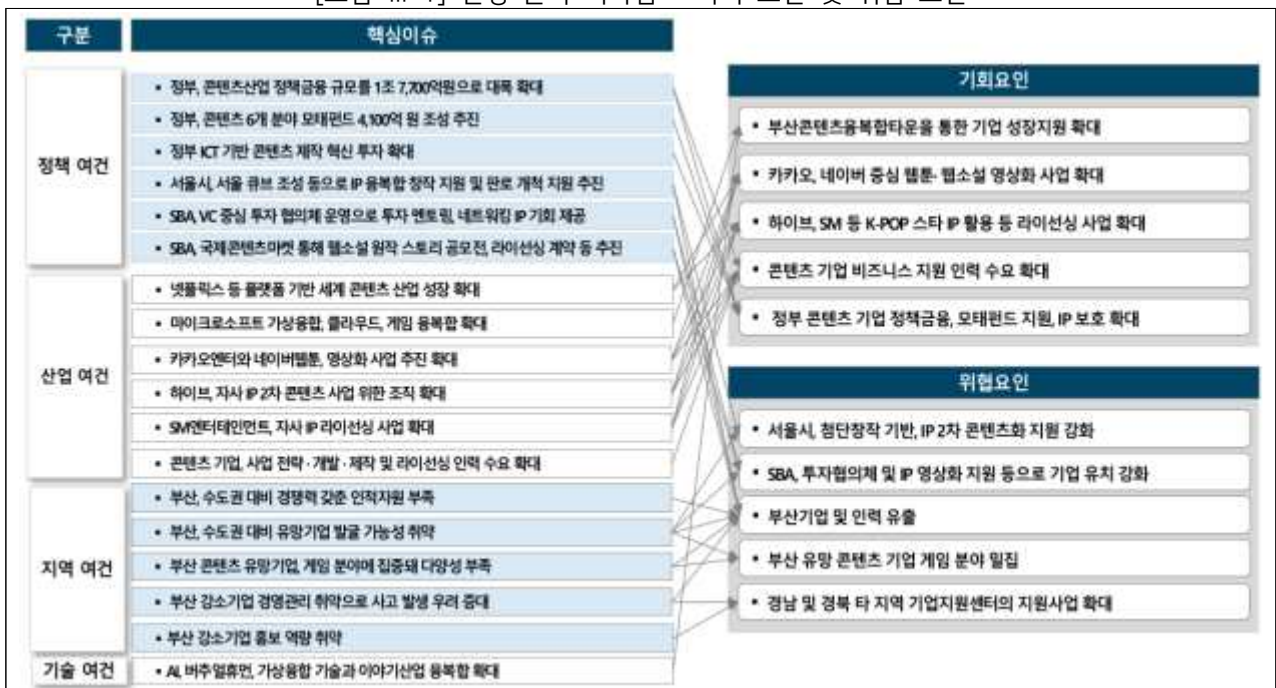 구분
핵심이슈
정책 여건
• 정부, 콘텐츠산업 정책금융 규모를 1조 7,700억원으로 대폭 확대
• 정부, 콘텐츠 6개 분야 모태펀드 4,100억 원 조성 추진
• 정부 ICT 기반 콘텐츠 제작 혁신 투자 확대
• 서울시, 서울 큐브 조성 등으로 IP 융복합 창작 지원 및 판로 개척 지원 추진
• SBA, VC 중심 투자 협의체 운영으로 투자 멘토링, 네트워킹 IP 기회 제공
• SBA, 국제콘텐츠마켓 통해 웹소설 원작 스토리 공모전, 라이선싱 계약 등 추진
산업 여건
• 넷플릭스 등 플랫폼 기반 세계 콘텐츠 산업 성장 확대
• 마이크로소프트 가상융합, 클라우드, 게임 융복합 확대
• 카카오엔터와 네이버웹툰, 영상화 사업 추진 확대
• 하이브, 자사 IP 2차 콘텐츠 사업 위한 조직 확대
• SM엔터테인먼트, 자사 IP 라이선싱 사업 확대
• 콘텐츠 기업, 사업 전략·개발·제작 및 라이선싱 인력 수요 확대
지역 여건
• 부산, 수도권 대비 경쟁력 갖춘 인적자원 부족
• 부산, 수도권 대비 유망기업 발굴 가능성 취약
• 부산 콘텐츠 유망기업, 게임 분야에 집중돼 다양성 부족
• 부산 강소기업 경영관리 취약으로 사고 발생 우려 증대
• 부산 강소기업 홍보 역량 취약
기술 여건
• AI, 버추얼휴먼, 가상융합 기술과 이야기산업 융복합 확대
기회요인
• 부산콘텐츠융복합타운을 통한 기업 성장지원 확대
• 카카오, 네이버 중심 웹툰·웹소설 영상화 사업 확대
• 하이브, SM 등 K-POP 스타 IP 활용 등 라이선싱 사업 확대
• 콘텐츠 기업 비즈니스 지원 인력 수요 확대
• 정부 콘텐츠 기업 정책금융, 모태펀드 지원, IP 보호 확대
위협요인
• 서울시, 첨단창작 기반, IP 2차 콘텐츠화 지원 강화
• SBA, 투자협의체 및 IP 영상화 지원 등으로 기업 유치 강화
• 부산기업 및 인력 유출
• 부산 유망 콘텐츠 기업 게임 분야 밀집
• 경남 및 경북 타 지역 기업지원센터의 지원사업 확대